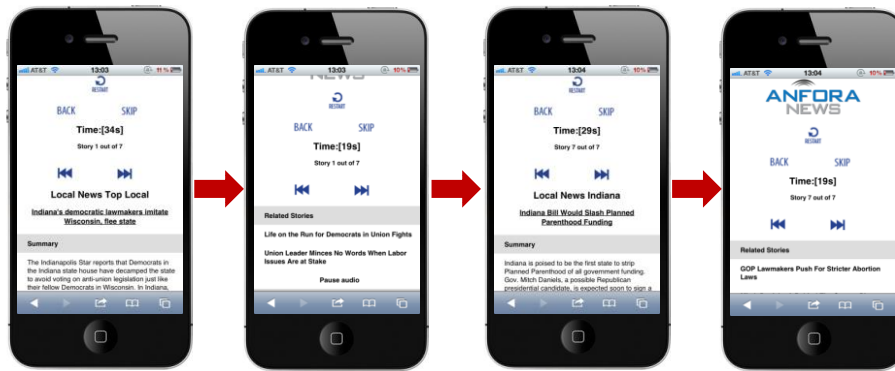 AT&T 13:03 11%
RESTART
BACK SKIP
Time:[34s]
Story 1 out of 7
Local News Top Local
Indiana's democratic lawmakers imitate
Wisconsin, flee state
Summary
The Indianapolis Star reports that Democrats in
the Indiana state house have decamped the state
to avoid voting on anti-union legislation just like
their fellow Democrats in Wisconsin. In Indiana,
AT&T 13:03 10%
NEWS
RESTART
BACK SKIP
Time:[19s]
Story 1 out of 7
Related Stories
Life on the Run for Democrats in Union Fights
Union Leader Minces No Words When Labor
Issues Are at Stake
Pause audio
AT&T 13:04 10%
RESTART
BACK SKIP
Time:[29s]
Story 7 out of 7
Local News Indiana
Indiana Bill Would Slash Planned
Parenthood Funding
Summary
Indiana is poised to be the first state to strip
Planned Parenthood of all government funding.
Gov. Mitch Daniels, a possible Republican
presidential candidate, is expected soon to sign a
AT&T 13:04 10%
ANFORA
NEWS
RESTART
BACK SKIP
Time:[19s]
Story 7 out of 7
Related Stories
GOP Lawmakers Push For Stricter Abortion
Laws